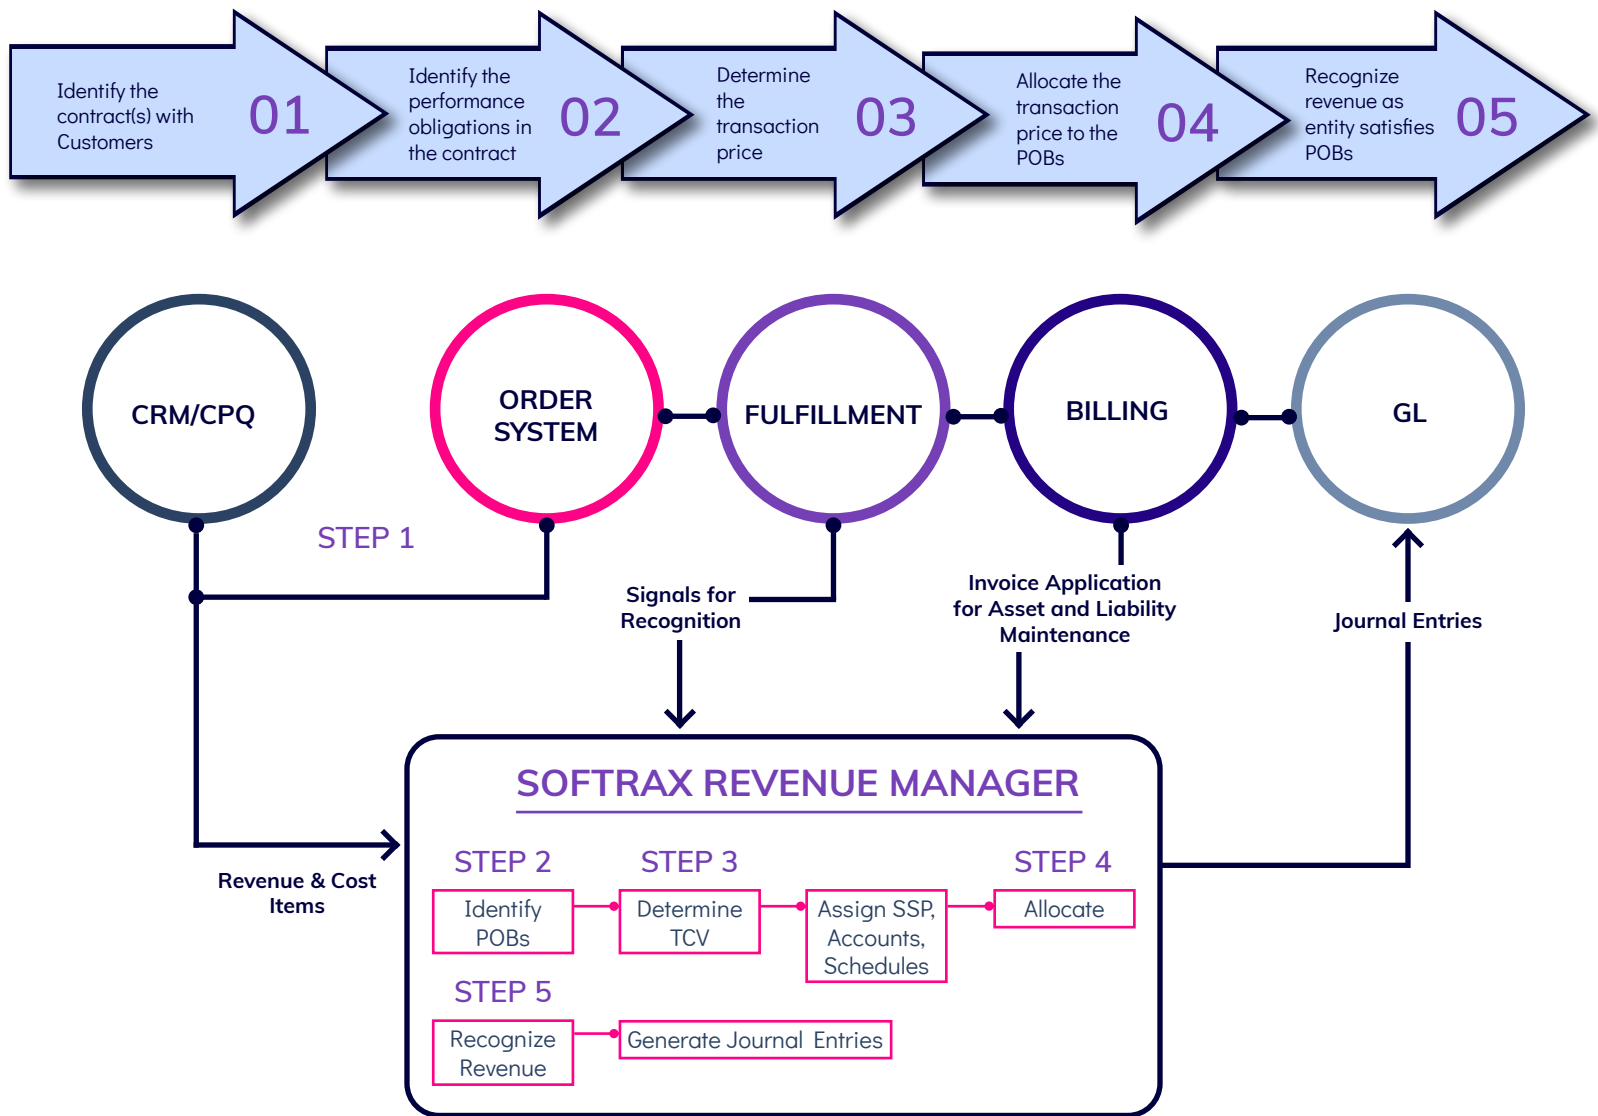 Identify the
contract(s) with
Customers
01
Identify the
performance
obligations in
the contract
02
Determine
the
transaction
price
03
Allocate the
transaction
price to the
POBs
04
Recognize
revenue as
entity satisfies
POBs
05
CRM/CPQ
ORDER
SYSTEM
FULFILLMENT
BILLING
GL
STEP 1
Signals for
Recognition
Invoice Application
for Asset and Liability
Maintenance
Journal Entries
Revenue & Cost
Items
SOFTRAX REVENUE MANAGER
STEP 2
Identify
POBs
STEP 3
Determine
TCV
Assign SSP,
Accounts,
Schedules
STEP 4
Allocate
STEP 5
Recognize
Revenue
Generate Journal Entries